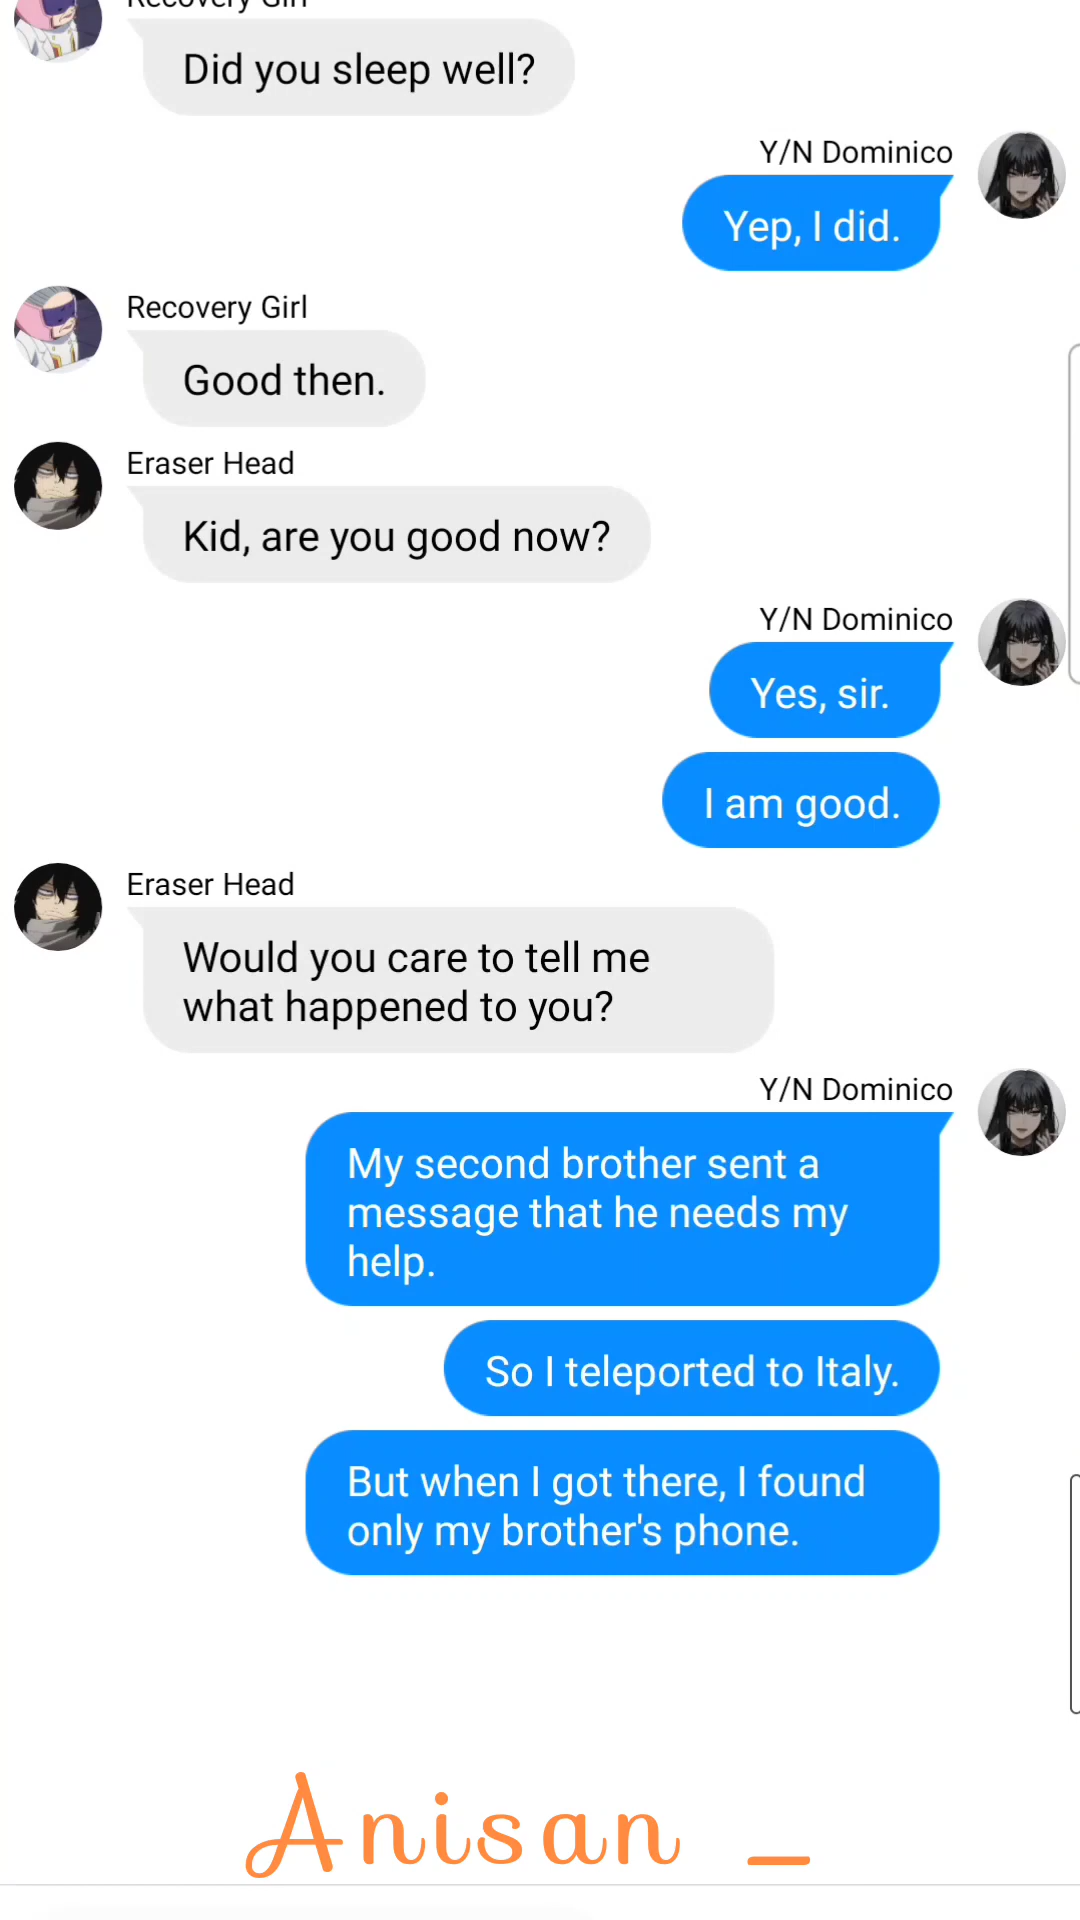 Recovery Girl
Did you sleep well?
Y/N Dominico
Yep, I did.
Recovery Girl
Good then.
Eraser Head
Kid, are you good now?
Y/N Dominico
Yes, sir.
I am good.
Eraser Head
Would you care to tell me
what happened to you?
Y/N Dominico
My second brother sent a
message that he needs my
help.
So I teleported to Italy.
But when I got there, I found
only my brother's phone.
Anisan _